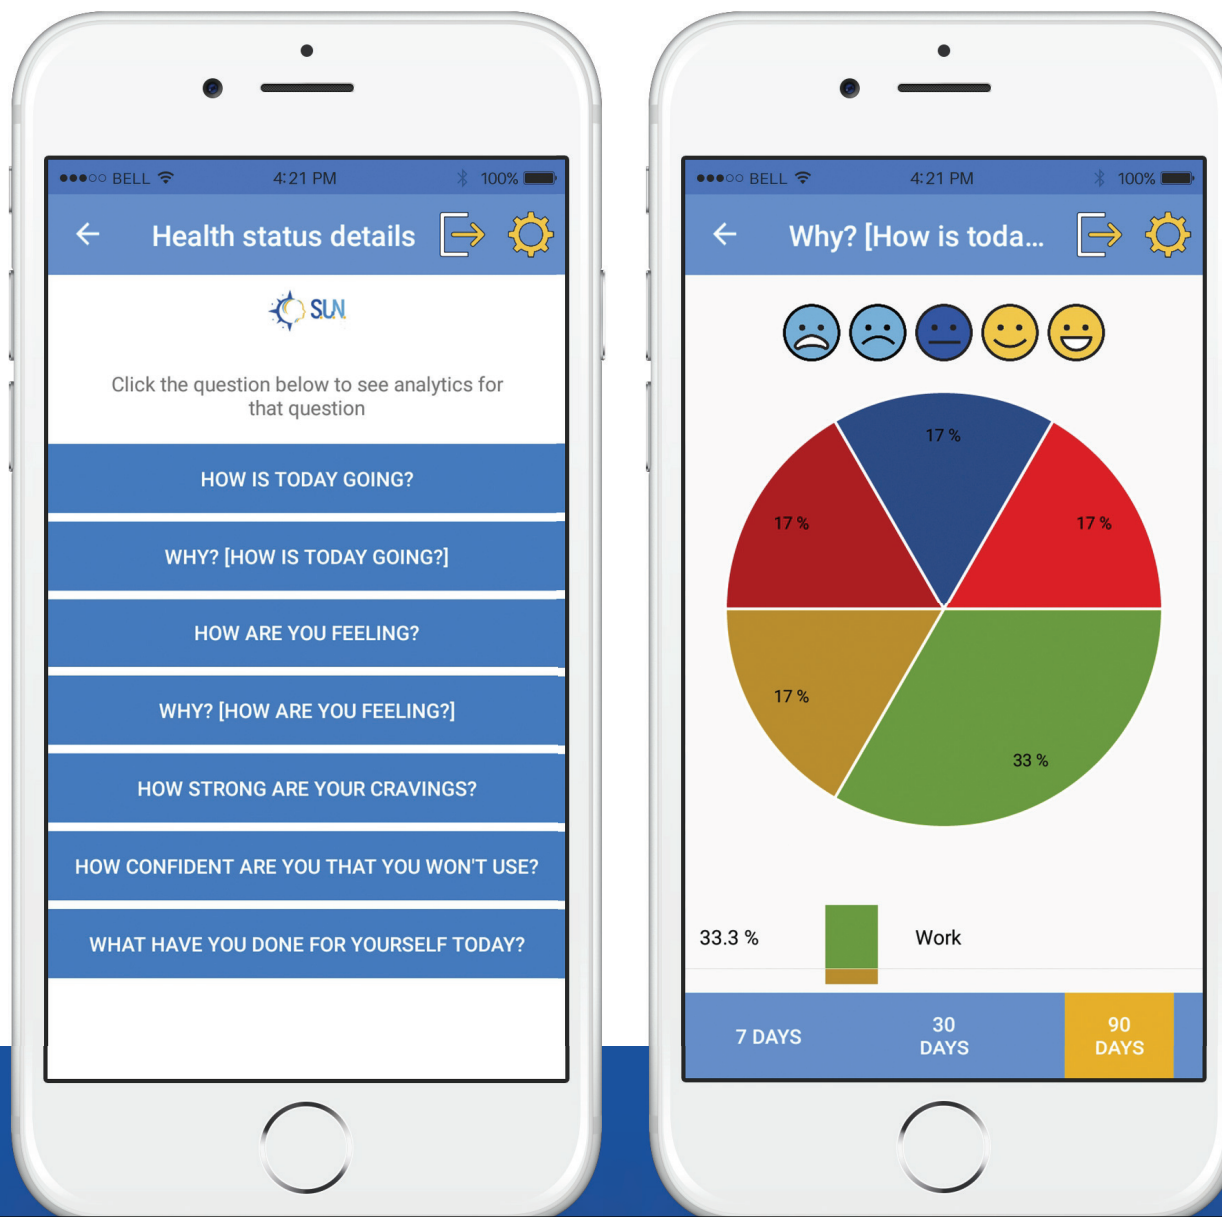 BELL 4:21 PM 100%
Health status details
S.U.N.
Click the question below to see analytics for
that question
HOW IS TODAY GOING?
WHY? [HOW IS TODAY GOING?]
HOW ARE YOU FEELING?
WHY? [HOW ARE YOU FEELING?]
HOW STRONG ARE YOUR CRAVINGS?
HOW CONFIDENT ARE YOU THAT YOU WON'T USE?
WHAT HAVE YOU DONE FOR YOURSELF TODAY?
BELL 4:21 PM 100%
Why? [How is toda...
17 %
17 %
17 %
17 %
33 %
33.3 % Work
7 DAYS
30
DAYS
90
DAYS